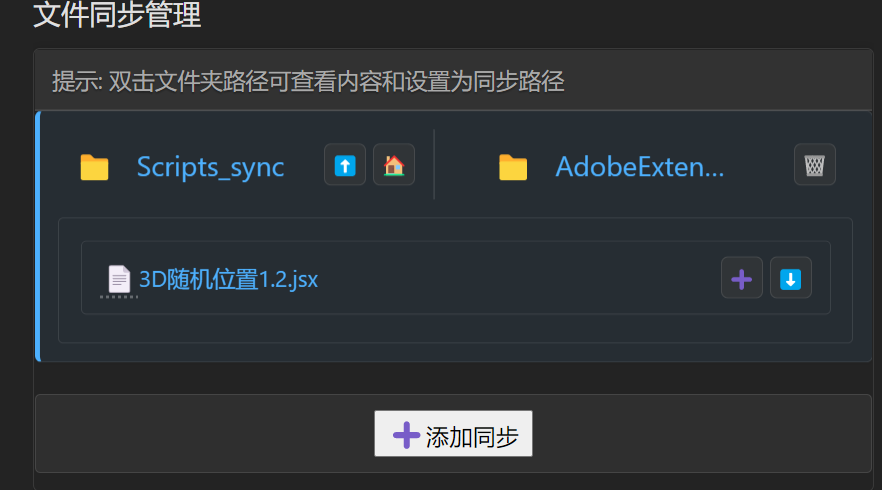 文件同步管理
提示: 双击文件夹路径可查看内容和设置为同步路径
Scripts_sync AdobeExten...
3D随机位置1.2.jsx
添加同步